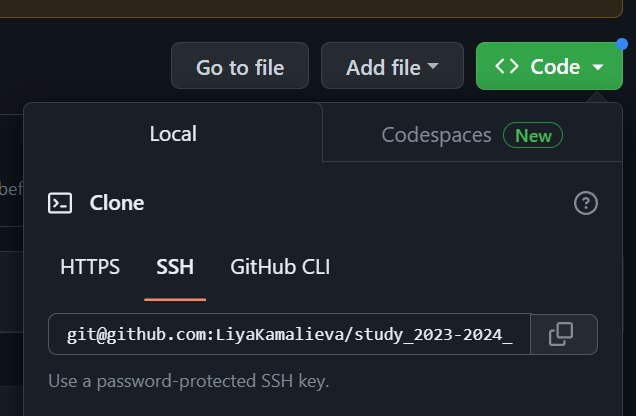 Go to file Add file Code
Local Codespaces New
bef
Clone
HTTPS SSH GitHub CLI
git@github.com:LiyaKamalieva/study_2023-2024_
Use a password-protected SSH key.